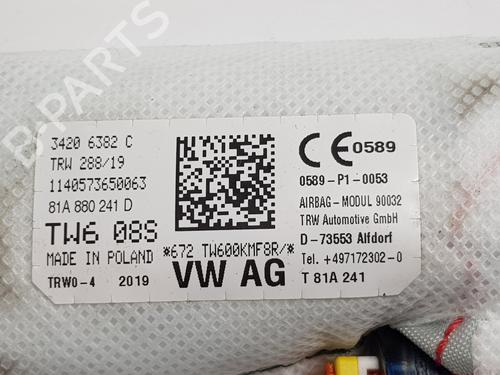 3420 6382 C
TRW 288/19
1140573650063
81A 880 241 D
TW6 08S
MADE IN POLAND
TRW0-4 2019
*672 TW600KMF8R/*
VW AG
CE 0589
0589-P1-0053
AIRBAG-MODUL 90032
TRW Automotive GmbH
D-73553 Alfdorf
Tel. +497172302-0
T 81A 241
B-PARTS